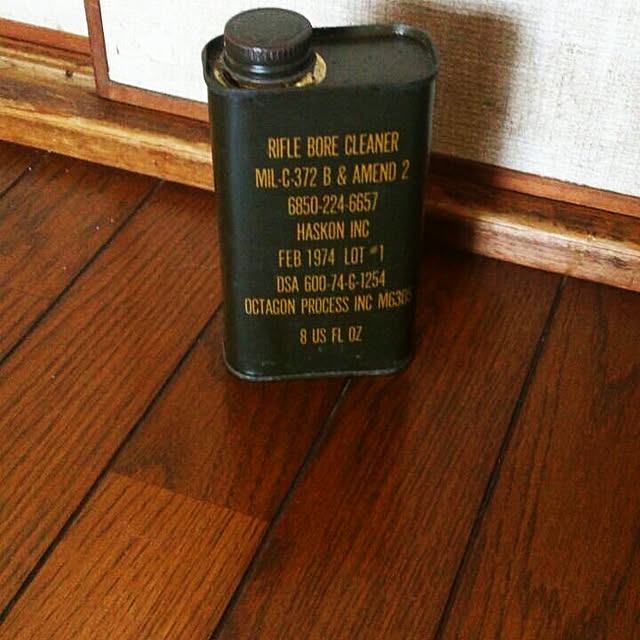 RIFLE BORE CLEANER
MIL-C-372 B & AMEND 2
6850-224-6657
HASKON INC
FEB 1974 LOT #1
DSA 600-74-C-1254
OCTAGON PROCESS INC
8 US FL OZ